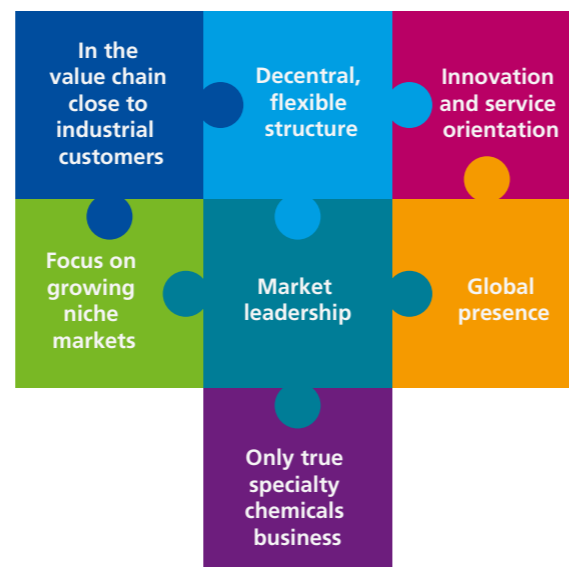 In the
value chain
close to
industrial
customers
Decentral,
flexible
structure
Innovation
and service
orientation
Focus on
growing
niche
markets
Market
leadership
Global
presence
Only true
specialty
chemicals
business